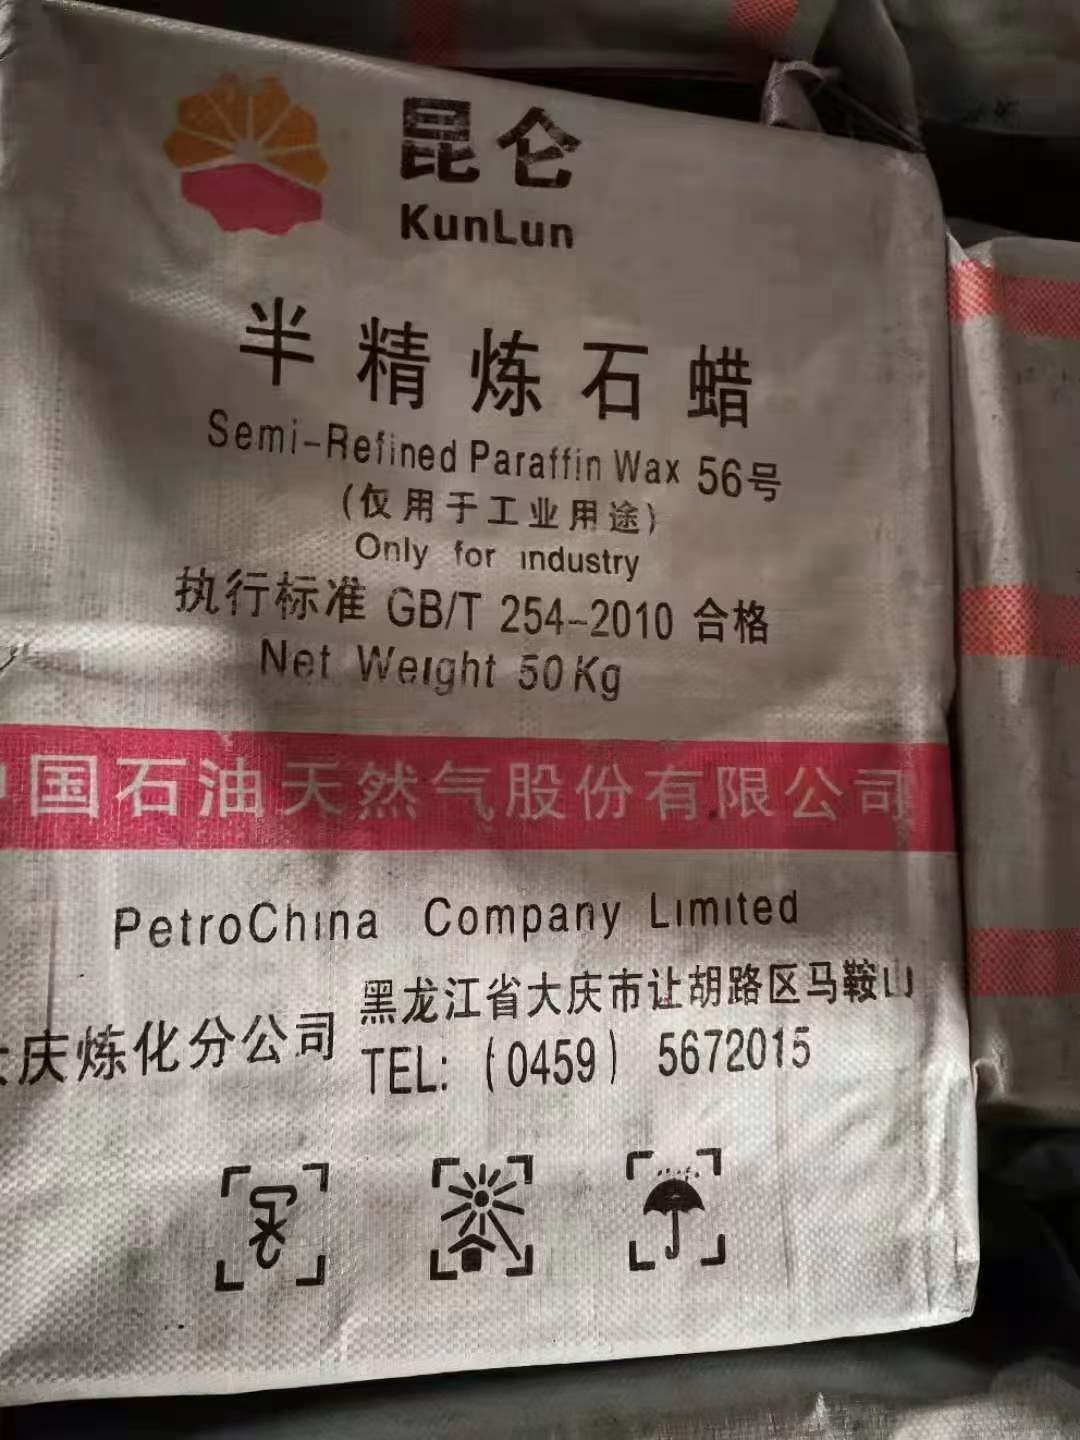 昆仑
KunLun
半精炼石蜡
Semi-Refined Paraffin Wax 56号
(仅用于工业用途)
Only for industry
执行标准 GB/T 254-2010 合格
Net Weight 50Kg
中国石油天然气股份有限公司
PetroChina Company Limited
大庆炼化分公司
黑龙江省大庆市让胡路区马鞍山
TEL: (0459) 5672015